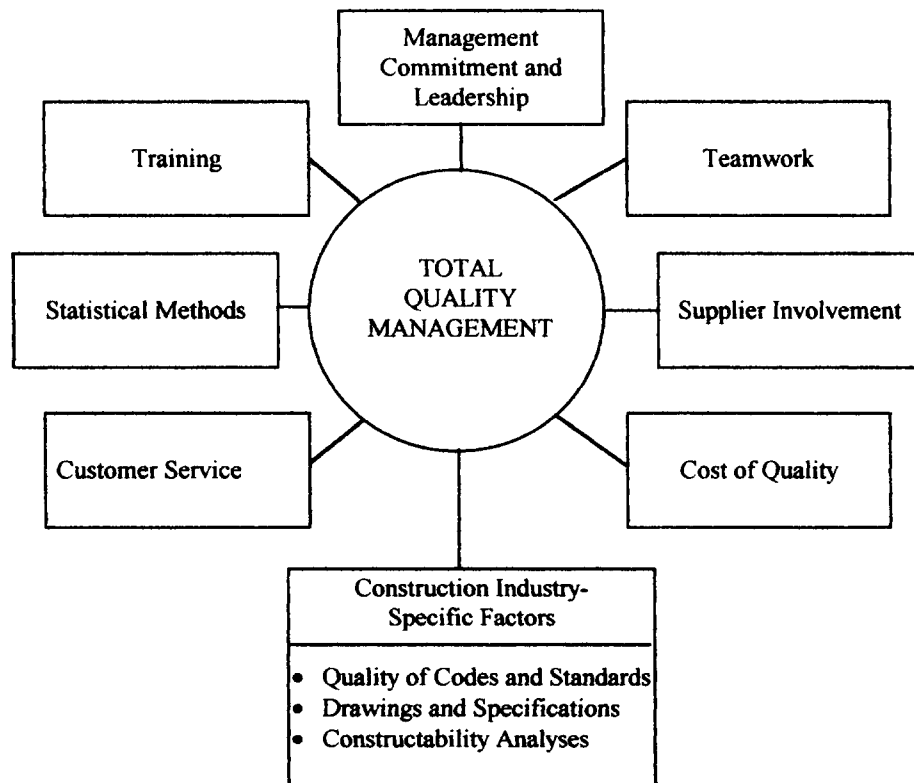 Management
Commitment and
Leadership
Training
Teamwork
TOTAL
QUALITY
MANAGEMENT
Statistical Methods
Supplier Involvement
Customer Service
Cost of Quality
Construction Industry-
Specific Factors
• Quality of Codes and Standards
• Drawings and Specifications
• Constructability Analyses